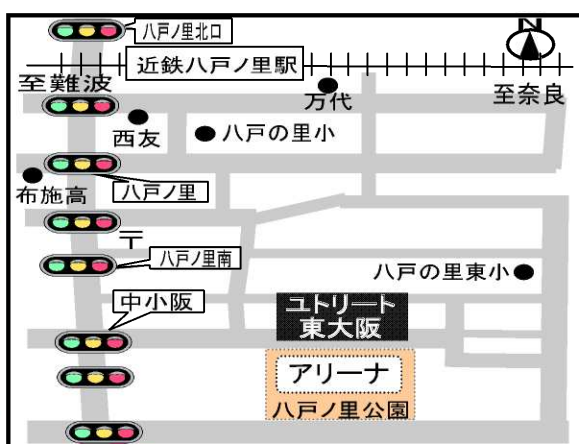 八戸ノ里北口
N
近鉄八戸ノ里駅
至難波
万代
至奈良
西友
八戸の里小
八戸ノ里
布施高
〒
八戸ノ里南
八戸の里東小
中小阪
ユトリート
東大阪
アリーナ
八戸ノ里公園